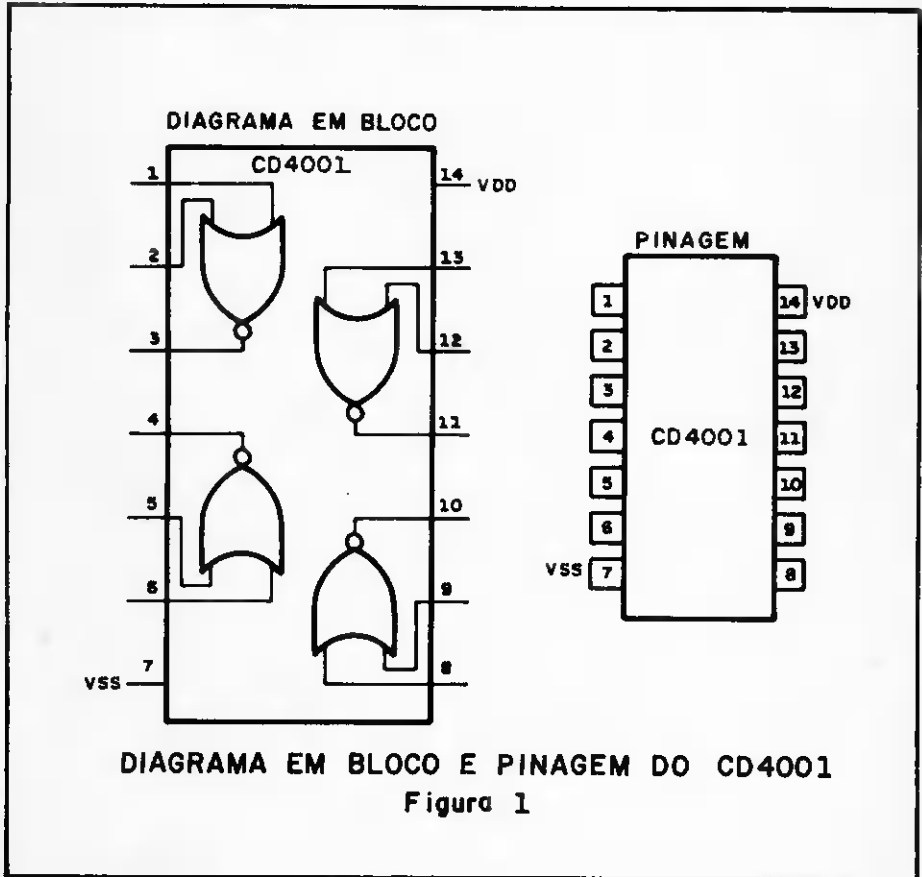 DIAGRAMA EM BLOCO
CD4001
1
2
3
4
5
6
7
VSS
14 VDD
13
12
11
10
9
8
PINAGEM
1
2
3
4
5
6
VSS 7
CD4001
14 VDD
13
12
11
10
9
8
DIAGRAMA EM BLOCO E PINAGEM DO CD4001
Figura 1